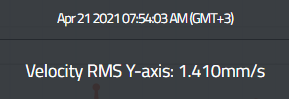 Apr 21 2021 07:54:03 AM (GMT+3)
Velocity RMS Y-axis: 1.410mm/s